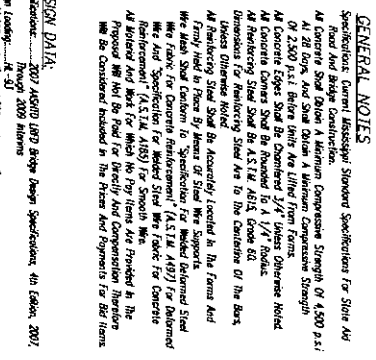 GENERAL NOTES
Specifications: Current Mississippi Standard Specifications For State Aid
Road And Bridge Construction.
All Concrete Shall Obtain A Minimum Compressive Strength Of 4,500 p.s.i.
At 28 Days, And Shall Obtain A Minimum Compressive Strength
Of 2,500 p.s.i. Before Units Are Lifted From Forms.
All Concrete Edges Shall Be Chamfered 3/4" Unless Otherwise Noted.
All Concrete Corners Shall Be Rounded To A 1/4" Radius.
All Reinforcing Steel Shall Be A.S.T.M. A615, Grade 60.
Dimensions For Reinforcing Steel Are To The Centerline Of The Bars,
Unless Otherwise Noted.
All Reinforcing Steel Shall Be Accurately Located In The Forms And
Held Firmly In Place By Means Of Steel Wire Supports.
Wire Mesh Shall Conform To "Specification For Welded Deformed Steel
Wire Fabric For Concrete Reinforcement" (A.S.T.M. A497) For Deformed
Wire And "Specification For Welded Steel Wire Fabric For Concrete
Reinforcement" (A.S.T.M. A185) For Smooth Wire.
All Material And Work For Which No Pay Items Are Provided In The
Proposal Will Not Be Paid For Directly And Compensation Therefore
Will Be Considered Included In The Prices And Payments For Bid Items.
SIGN DATA:
2007 AASHTO LRFD Bridge Design Specifications, 4th Edition, 2007,
Through 2009 Interims
Loading: HL-93